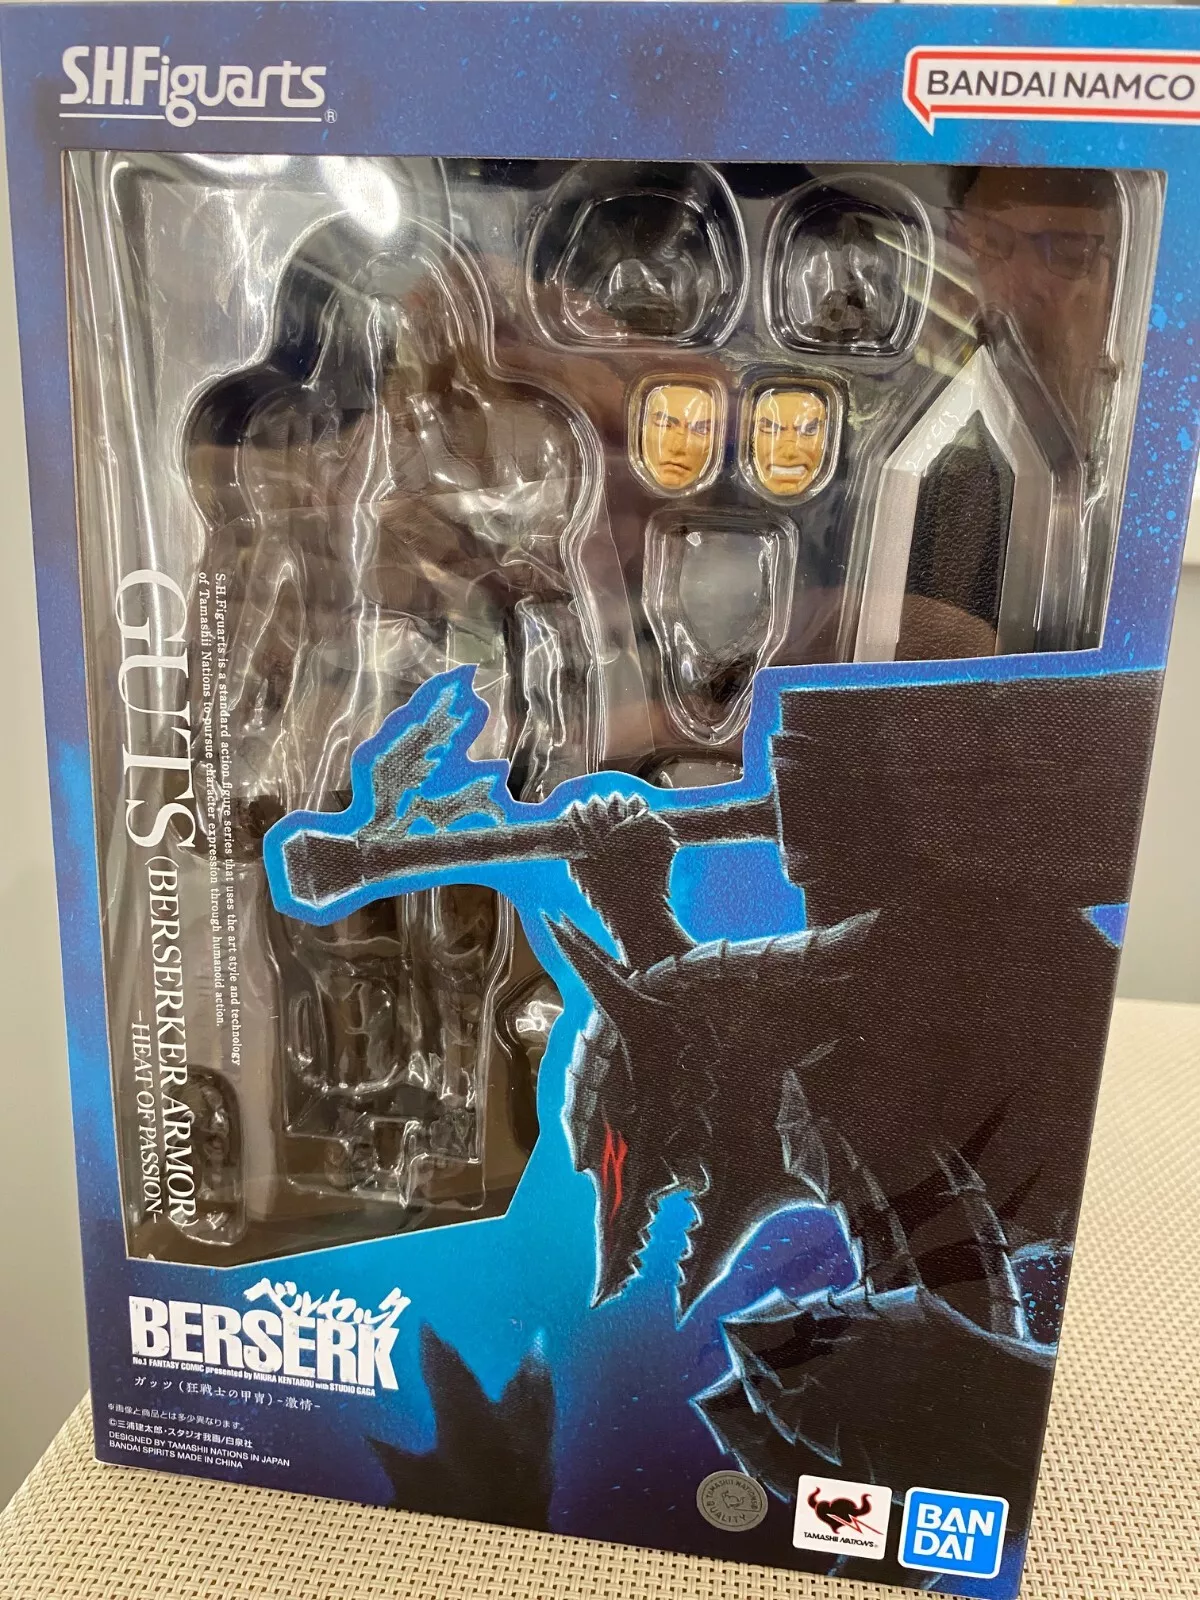 S.H.Figuarts®
BANDAI NAMCO
S.H.Figuarts is a standard action figure series that uses the art style and technology
of Tamashii Nations to pursue character expression through humanoid action.
GUTS (BERSERKER ARMOR)
-HEAT OF PASSION-
ベルセルク
BERSERK
No.1 FANTASY COMIC presented by MIURA KENTAROU with STUDIO GAGA
ガッツ(狂戦士の甲冑)-激情-
※画像と商品とは多少異なります。
©三浦建太郎・スタジオ我画/白泉社
DESIGNED BY TAMASHII NATIONS IN JAPAN
BANDAI SPIRITS MADE IN CHINA
TAMASHII NATIONS
QUALITY
TAMASHII NATIONS®
BAN
DAI